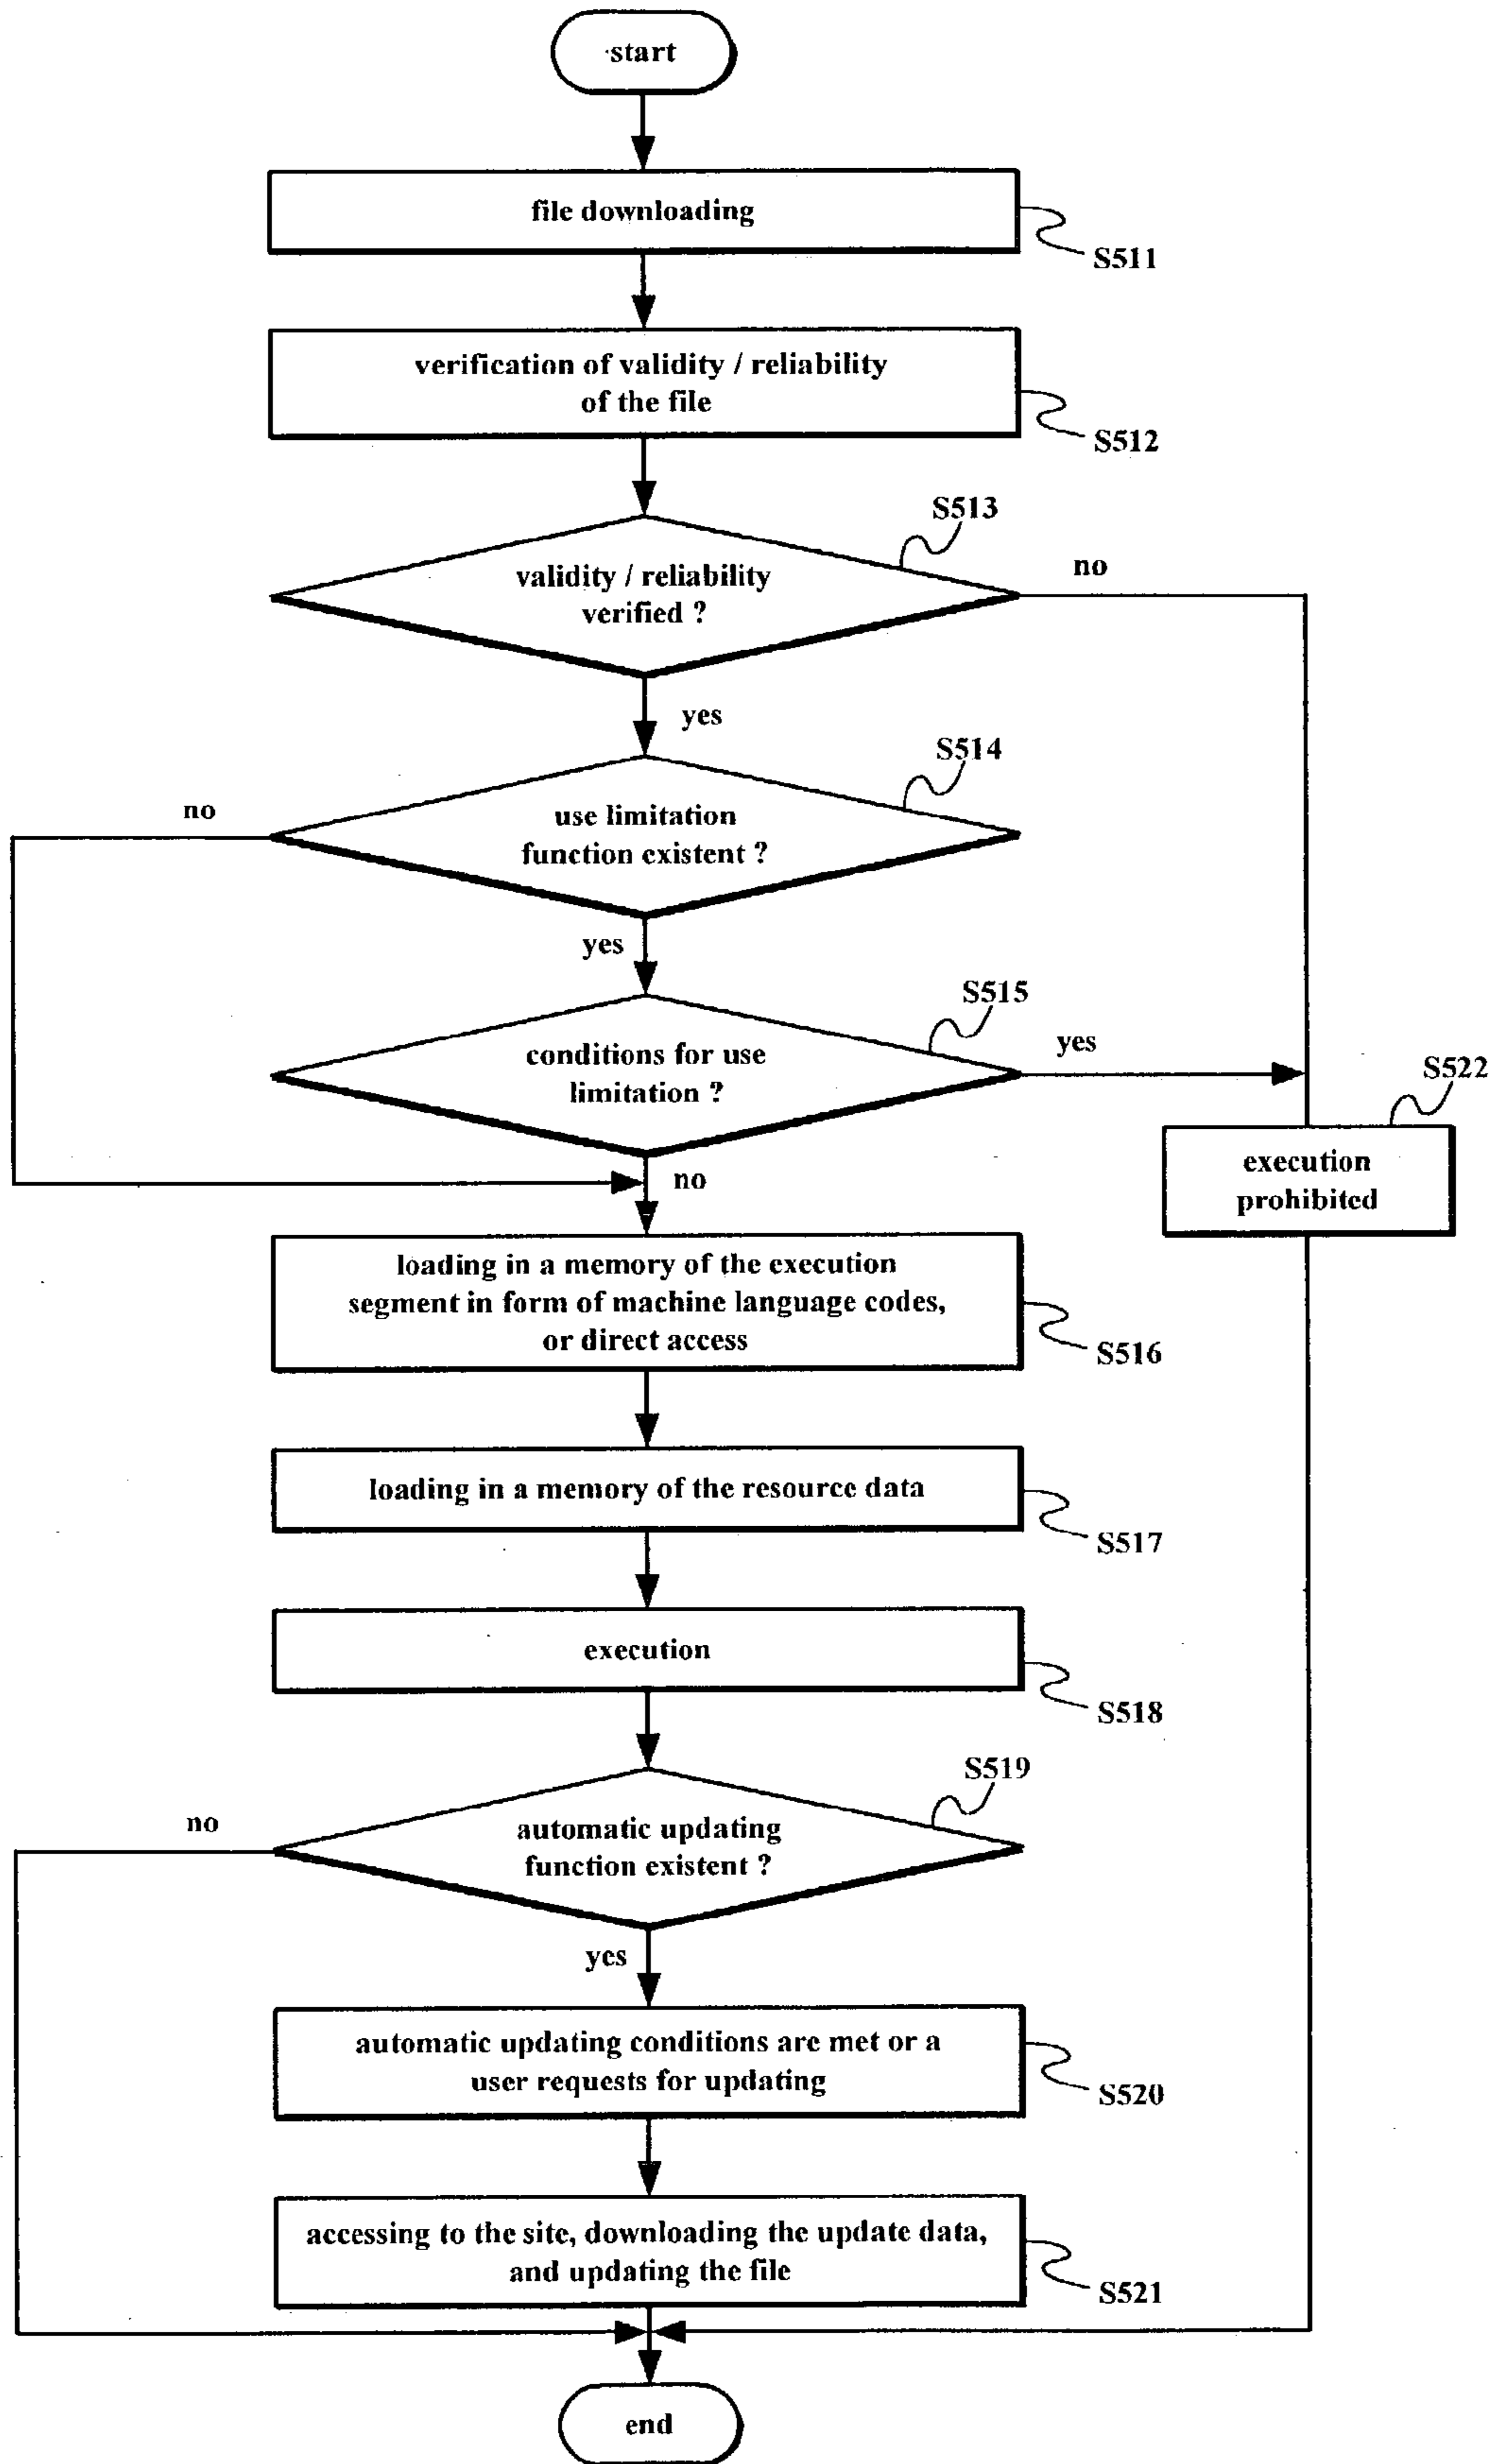 start
file downloading
S511
verification of validity / reliability
of the file
S512
S513
validity / reliability
verified ?
no
yes
S514
no
use limitation
function existent ?
yes
S515
conditions for use
limitation ?
yes
S522
no
execution
prohibited
loading in a memory of the execution
segment in form of machine language codes,
or direct access
S516
loading in a memory of the resource data
S517
execution
S518
S519
no
automatic updating
function existent ?
yes
automatic updating conditions are met or a
user requests for updating
S520
accessing to the site, downloading the update data,
and updating the file
S521
end